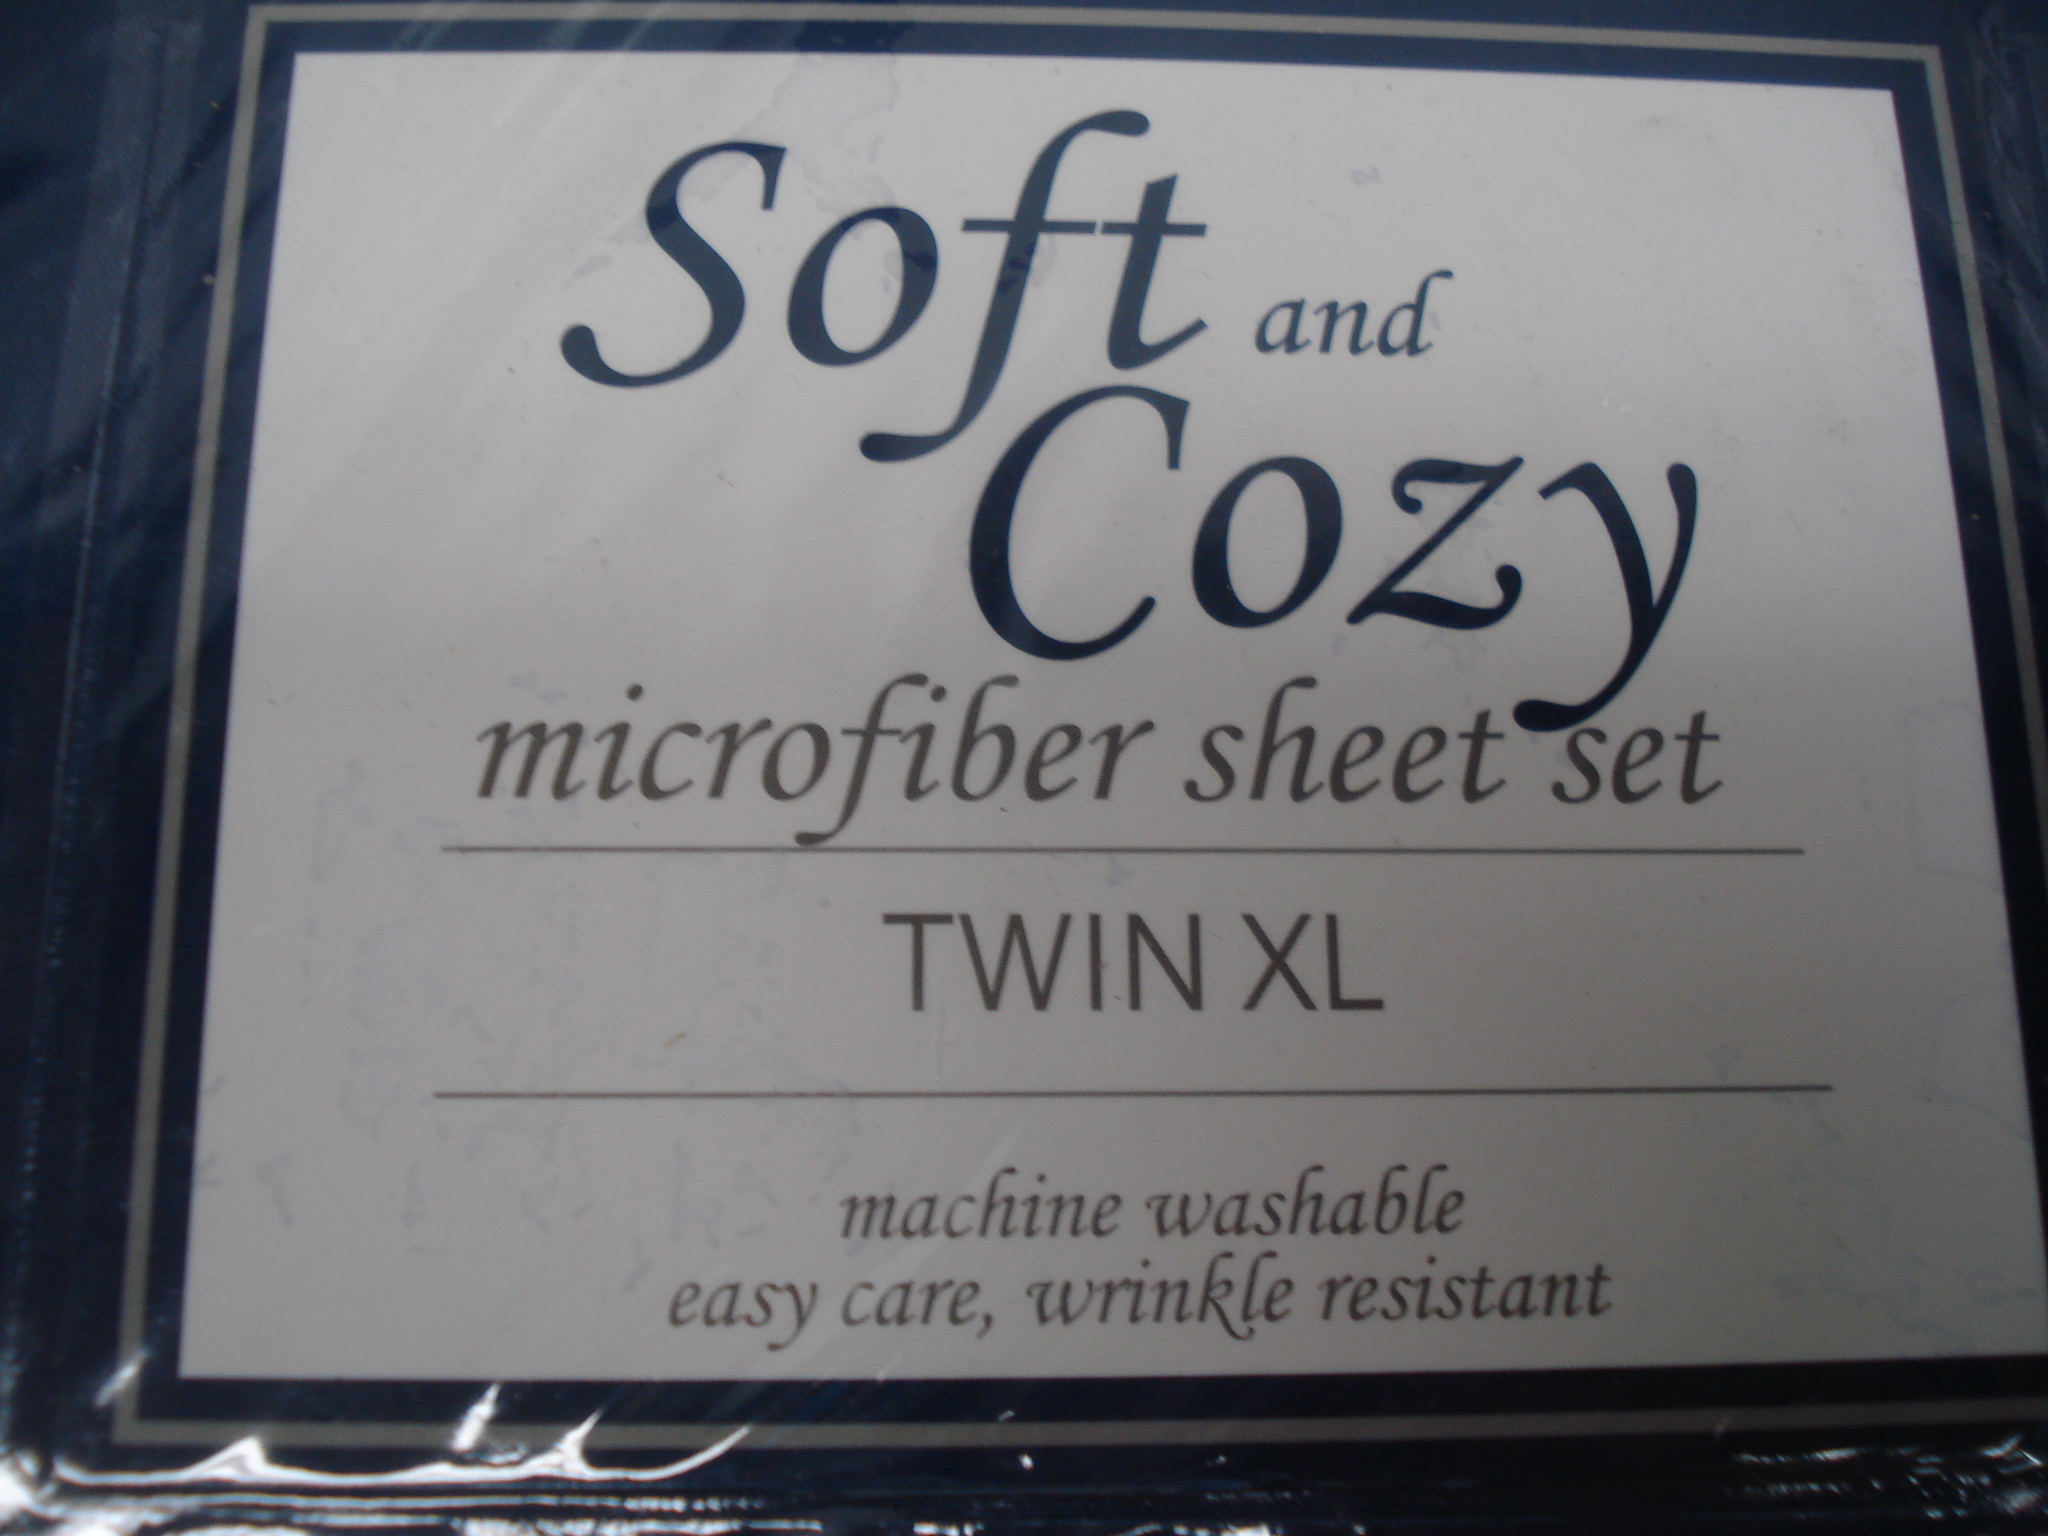 Soft and
Cozy
microfiber sheet set
TWIN XL
machine washable
easy care, wrinkle resistant